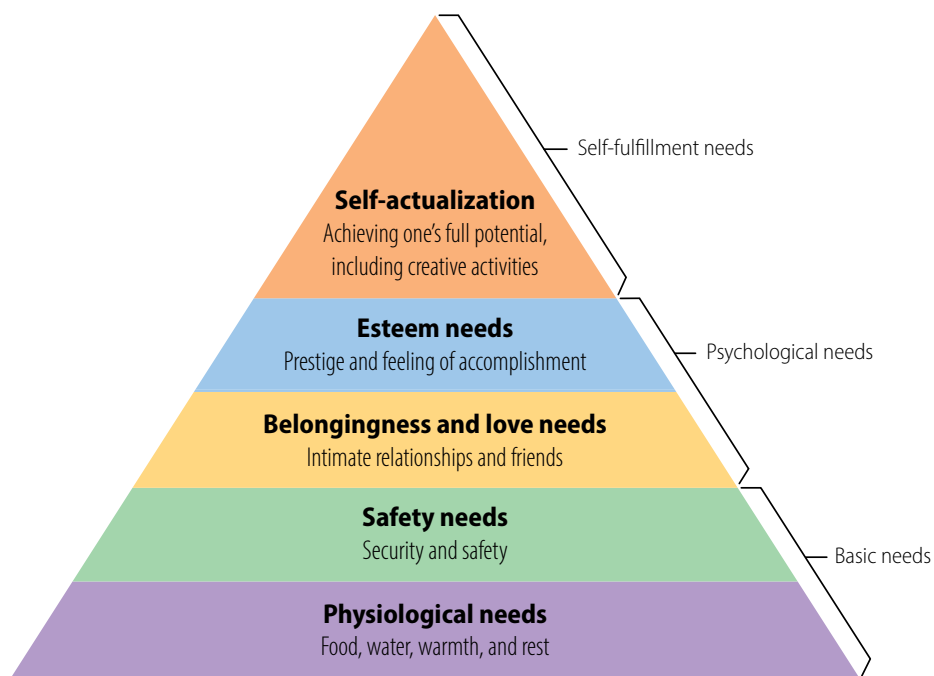 Self-fulfillment needs
Self-actualization
Achieving one’s full potential,
including creative activities
Esteem needs
Prestige and feeling of accomplishment
Psychological needs
Belongingness and love needs
Intimate relationships and friends
Safety needs
Security and safety
Basic needs
Physiological needs
Food, water, warmth, and rest